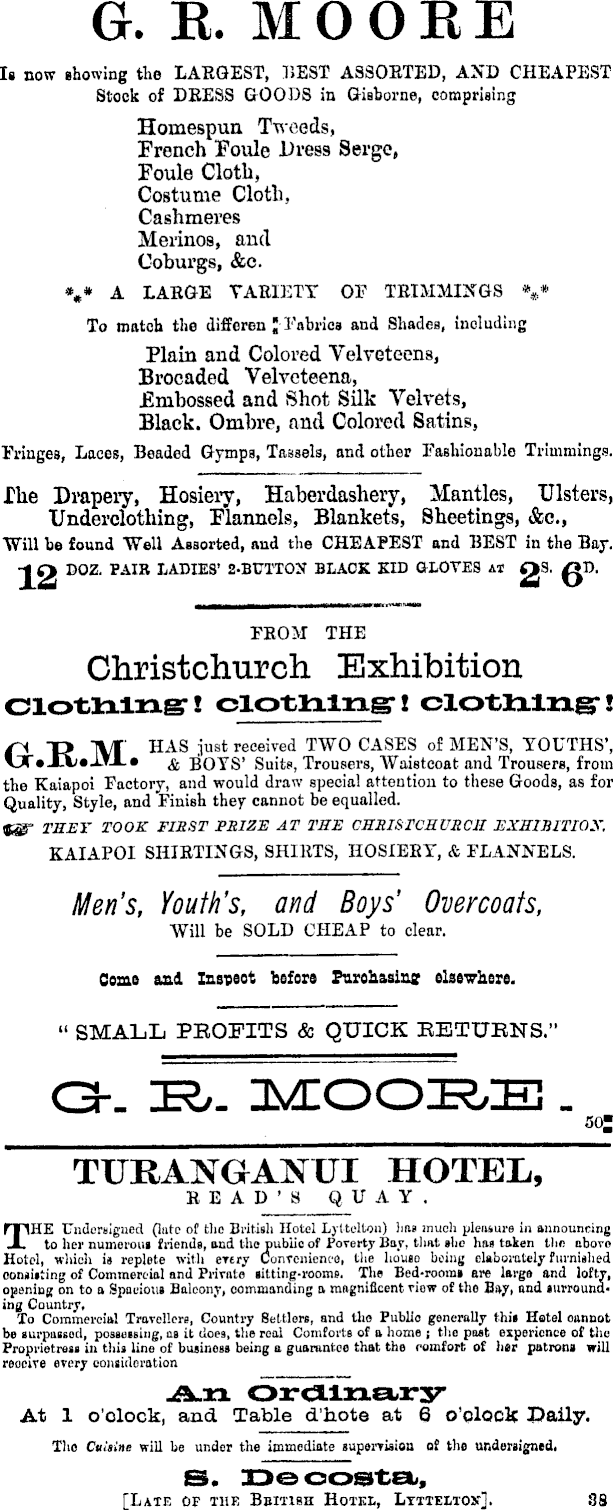 G. R. MOORE
Is now showing the LARGEST, BEST ASSORTED, AND CHEAPEST
Stock of DRESS GOODS in Gisborne, comprising
Homespun Tweeds,
French Foule Dress Serge,
Foule Cloth,
Costume Cloth,
Cashmeres
Merinos, and
Coburgs, &c.
*** A LARGE VARIETY OF TRIMMINGS ***
To match the differen Fabrics and Shades, including
Plain and Colored Velveteens,
Brocaded Velveteena,
Embossed and Shot Silk Velvets,
Black. Ombre, and Colored Satins,
Fringes, Laces, Beaded Gymps, Tassels, and other Fashionable Trimmings.
The Drapery, Hosiery, Haberdashery, Mantles, Ulsters,
Underclothing, Flannels, Blankets, Sheetings, &c.,
Will be found Well Assorted, and the CHEAPEST and BEST in the Bay.
12 DOZ. PAIR LADIES' 2-BUTTON BLACK KID GLOVES AT 2S. 6D.
FROM THE
Christchurch Exhibition
Clothing! clothing! clothing!
G.R.M. HAS just received TWO CASES of MEN'S, YOUTHS',
& BOYS' Suits, Trousers, Waistcoat and Trousers, from
the Kaiapoi Factory, and would draw special attention to these Goods, as for
Quality, Style, and Finish they cannot be equalled.
☞ THEY TOOK FIRST PRIZE AT THE CHRISTCHURCH EXHIBITION.
KAIAPOI SHIRTINGS, SHIRTS, HOSIERY, & FLANNELS.
Men's, Youth's, and Boys' Overcoats,
Will be SOLD CHEAP to clear.
Come and Inspect before Purchasing elsewhere.
" SMALL PROFITS & QUICK RETURNS."
G. R. MOORE.
50
TURANGANUI HOTEL,
READ'S QUAY.
THE Undersigned (late of the British Hotel Lyttelton) has much pleasure in announcing
to her numerous friends, and the public of Poverty Bay, that she has taken the above
Hotel, which is replete with every Convenience, the house being elaborately furnished
consisting of Commercial and Private sitting-rooms. The Bed-rooms are large and lofty,
opening on to a Spacious Balcony, commanding a magnificent view of the Bay, and surround-
ing Country,
To Commercial Travellers, Country Settlers, and the Public generally this Hotel cannot
be surpassed, possessing, as it does, the real Comforts of a home ; the past experience of the
Proprietress in this line of business being a guarantee that the comfort of her patrons will
receive every consideration
An Ordinary
At 1 o'clock, and Table d'hote at 6 o'clock Daily.
The Cuisine will be under the immediate supervision of the undersigned.
S. Decosta,
[LATE OF THE BRITISH HOTEL, LYTTELTON]. 38